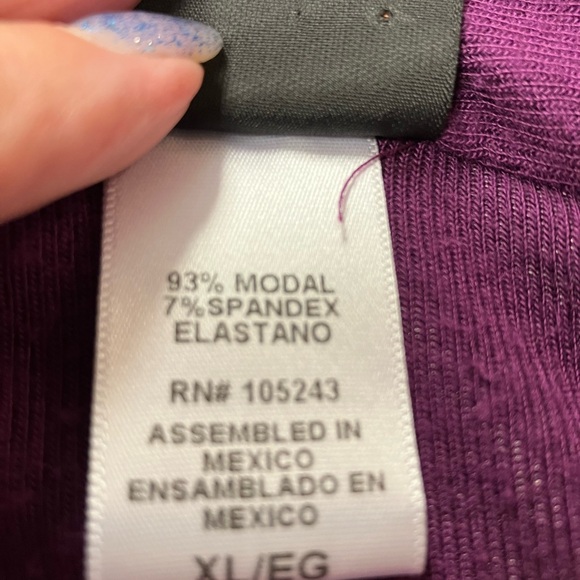 93% MODAL
7%SPANDEX
ELASTANO
RN# 105243
ASSEMBLED IN
MEXICO
ENSAMBLADO EN
MEXICO
XL/EG